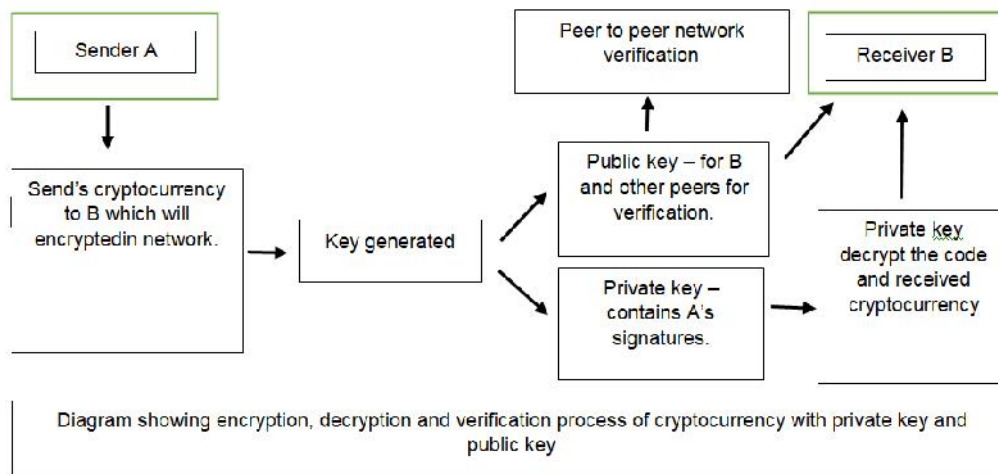 Sender A
Peer to peer network
verification
Receiver B
Send's cryptocurrency
to B which will
encryptedin network.
Key generated
Public key – for B
and other peers for
verification.
Private key –
contains A's
signatures.
Private key
decrypt the code
and received
cryptocurrency
Diagram showing encryption, decryption and verification process of cryptocurrency with private key and
public key